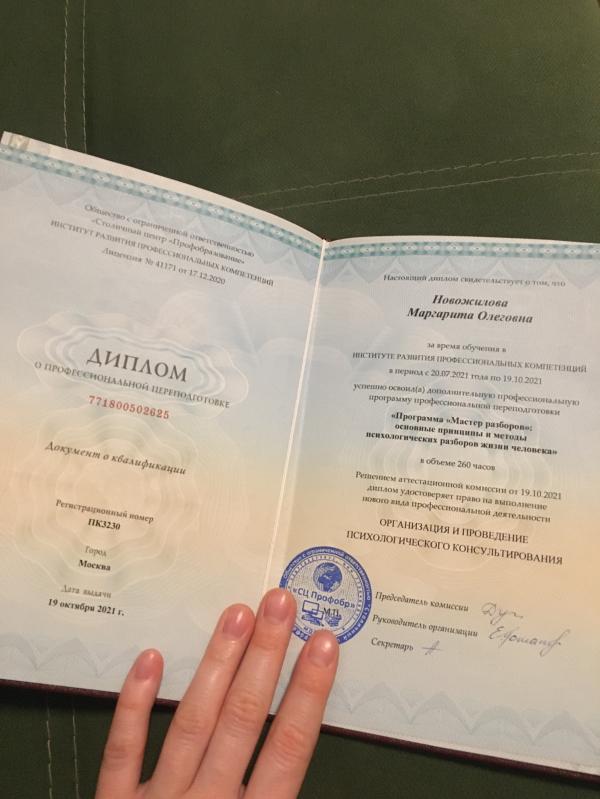 Общество с ограниченной ответственностью
«Столичный центр «Профобразование»
ИНСТИТУТ РАЗВИТИЯ ПРОФЕССИОНАЛЬНЫХ КОМПЕТЕНЦИЙ
Лицензия № 41171 от 17.12.2020
ДИПЛОМ
О ПРОФЕССИОНАЛЬНОЙ ПЕРЕПОДГОТОВКЕ
771800502625
Документ о квалификации
Регистрационный номер
ПК3230
Город
Москва
Дата выдачи
19 октября 2021 г.
Настоящий диплом свидетельствует о том, что
Новожилова
Маргарита Олеговна
за время обучения в
ИНСТИТУТЕ РАЗВИТИЯ ПРОФЕССИОНАЛЬНЫХ КОМПЕТЕНЦИЙ
в период с 20.07.2021 года по 19.10.2021
успешно освоил(а) дополнительную профессиональную
программу профессиональной переподготовки
«Программа «Мастер разборов»:
основные принципы и методы
психологических разборов жизни человека»
в объеме 260 часов
Решением аттестационной комиссии от 19.10.2021
диплом удостоверяет право на выполнение
нового вида профессиональной деятельности
ОРГАНИЗАЦИЯ И ПРОВЕДЕНИЕ
ПСИХОЛОГИЧЕСКОГО КОНСУЛЬТИРОВАНИЯ
«СЦ Профобр»
М.П.
Председатель комиссии
Руководитель организации
Секретарь